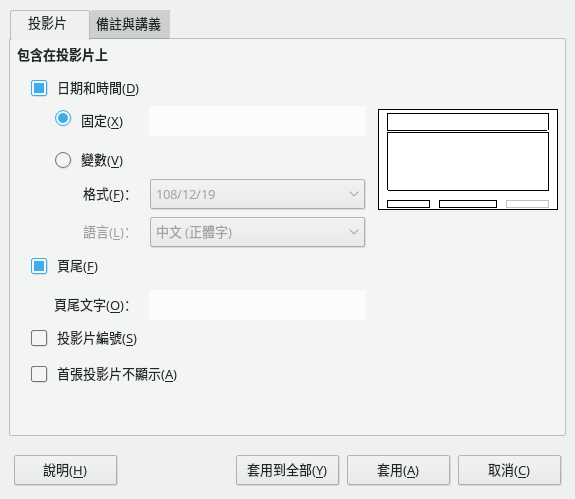 投影片 備註與講義
包含在投影片上
日期和時間(D)
固定(X)
變數(V)
格式(F): 108/12/19
語言(L): 中文 (正體字)
頁尾(F)
頁尾文字(O):
投影片編號(S)
首張投影片不顯示(A)
說明(H) 套用到全部(Y) 套用(A) 取消(C)